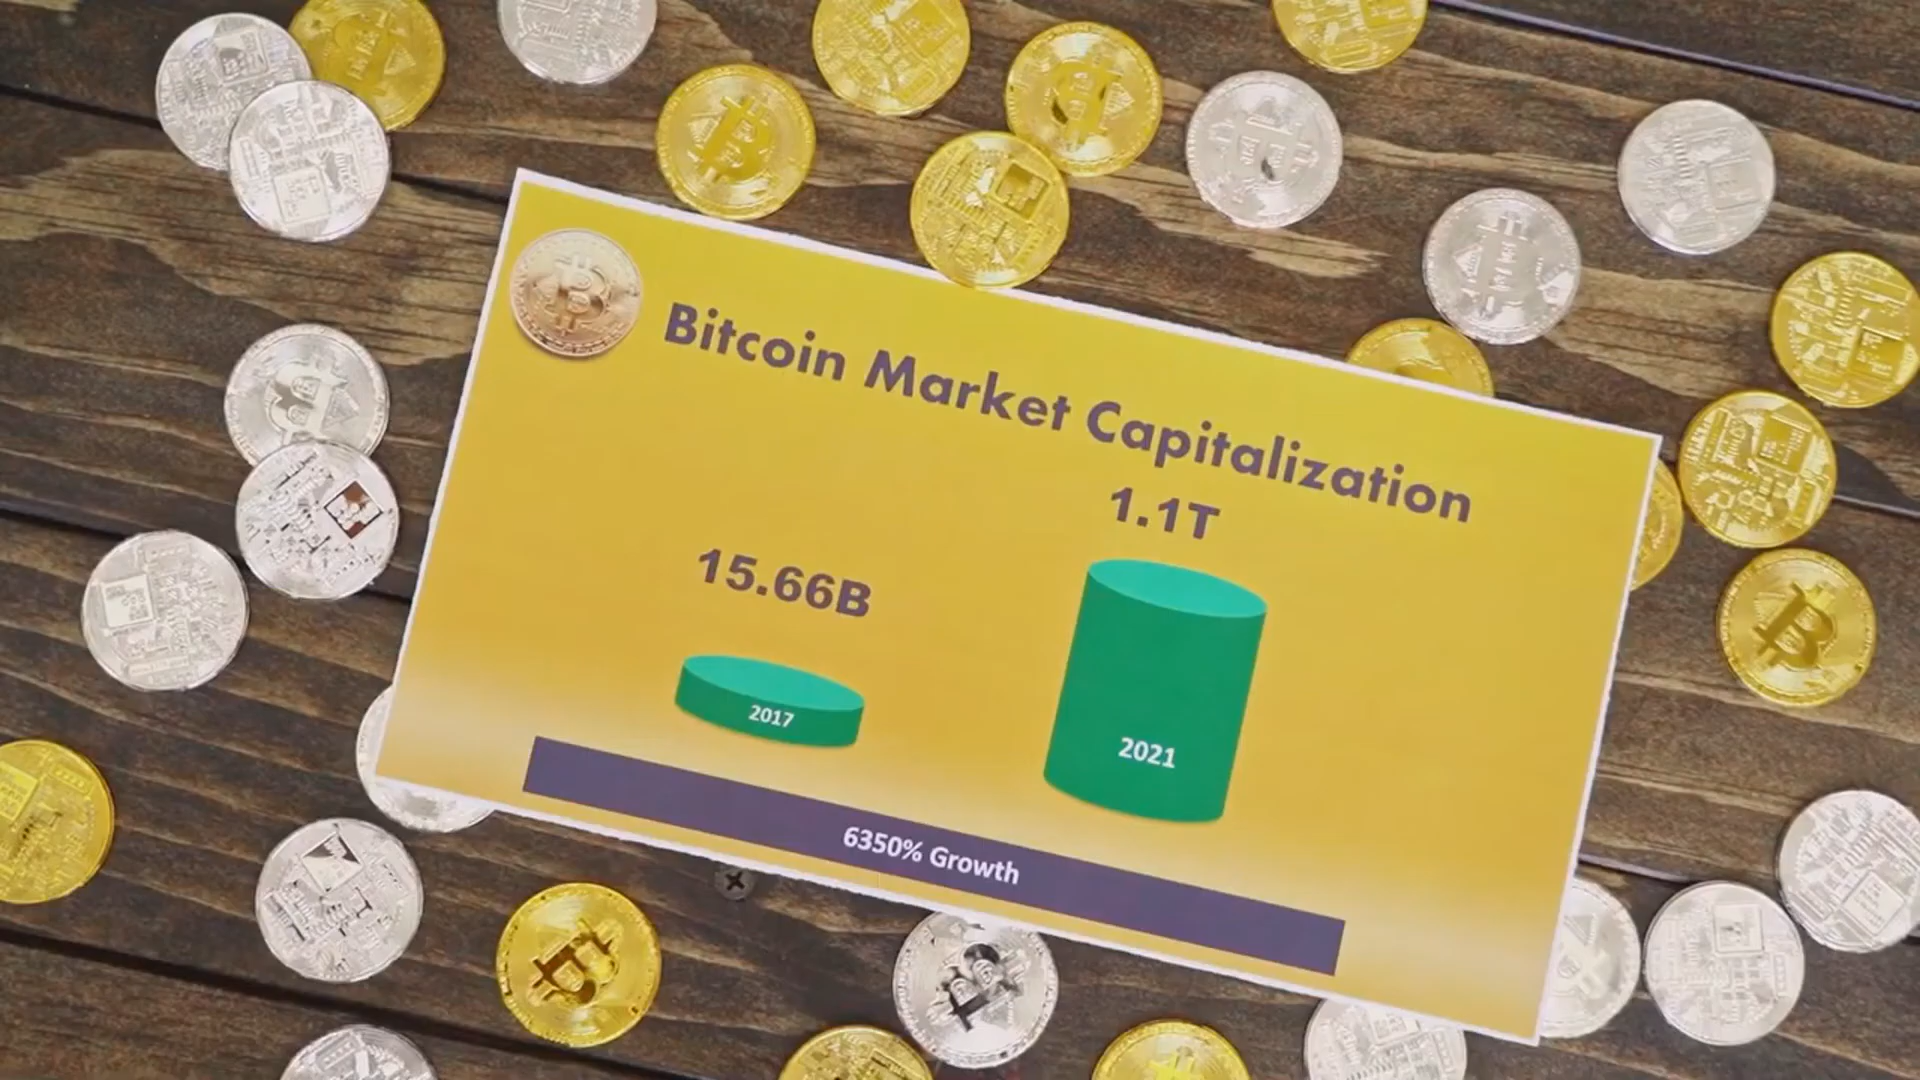 Bitcoin Market Capitalization
1.1T
15.66B
2017
2021
6350% Growth